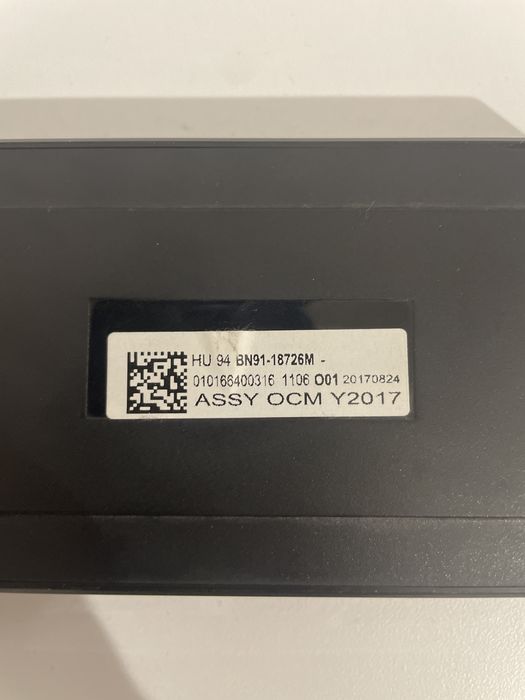 HU 94 BN91-18726M -
010166400316 1106 O01 20170824
ASSY OCM Y2017